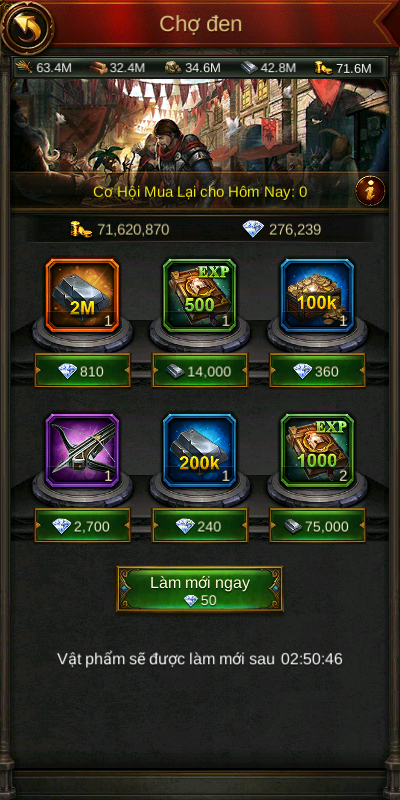 Chợ đen
63.4M 32.4M 34.6M 42.8M 71.6M
Cơ Hội Mua Lại cho Hôm Nay: 0
71,620,870 276,239
2M 1 EXP 500 1 100k 1
810 14,000 360
1 200k 1 EXP 1000 2
2,700 240 75,000
Làm mới ngay
50
Vật phẩm sẽ được làm mới sau 02:50:46